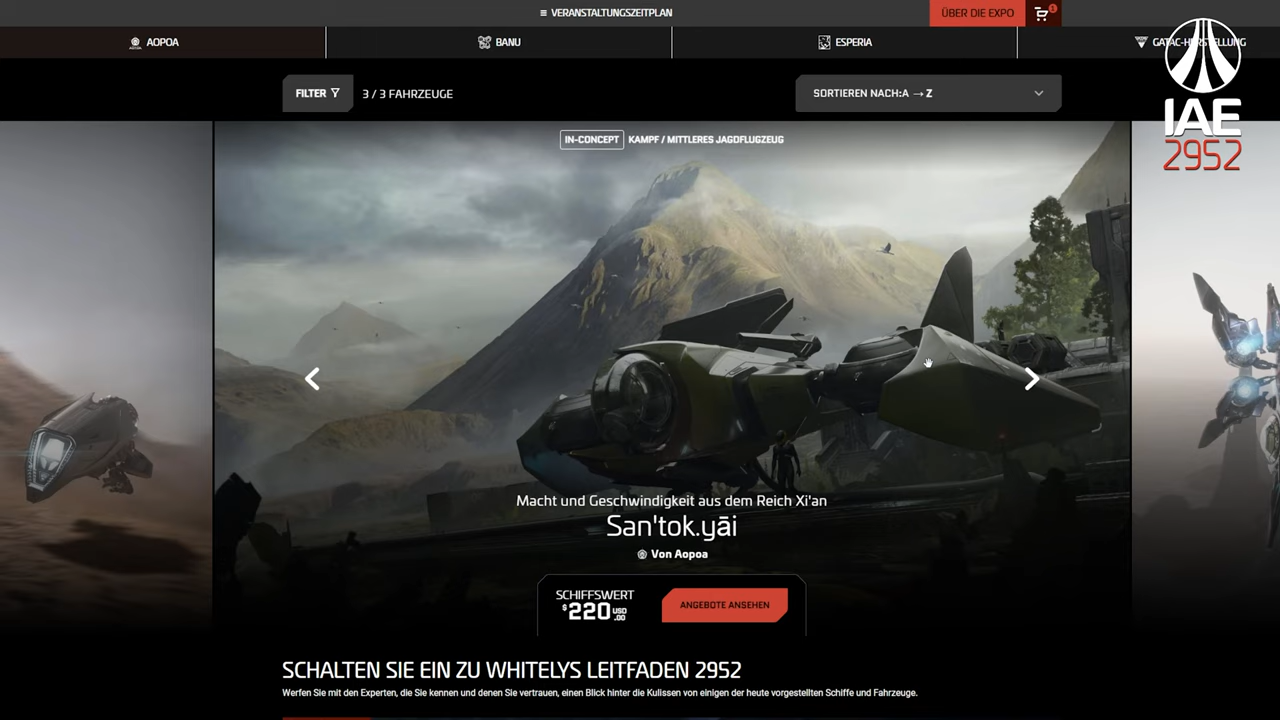 VERANSTALTUNGSZEITPLAN
ÜBER DIE EXPO
1
AOPOA
BANU
ESPERIA
GATAC-HERSTELLUNG
IAE
2952
FILTER
3 / 3 FAHRZEUGE
SORTIEREN NACH:A → Z
IN-CONCEPT KAMPF / MITTLERES JAGDFLUGZEUG
Macht und Geschwindigkeit aus dem Reich Xi'an
San'tok.yāi
Von Aopoa
SCHIFFSWERT
$220 USD .00
ANGEBOTE ANSEHEN
SCHALTEN SIE EIN ZU WHITELYS LEITFADEN 2952
Werfen Sie mit den Experten, die Sie kennen und denen Sie vertrauen, einen Blick hinter die Kulissen von einigen der heute vorgestellten Schiffe und Fahrzeuge.